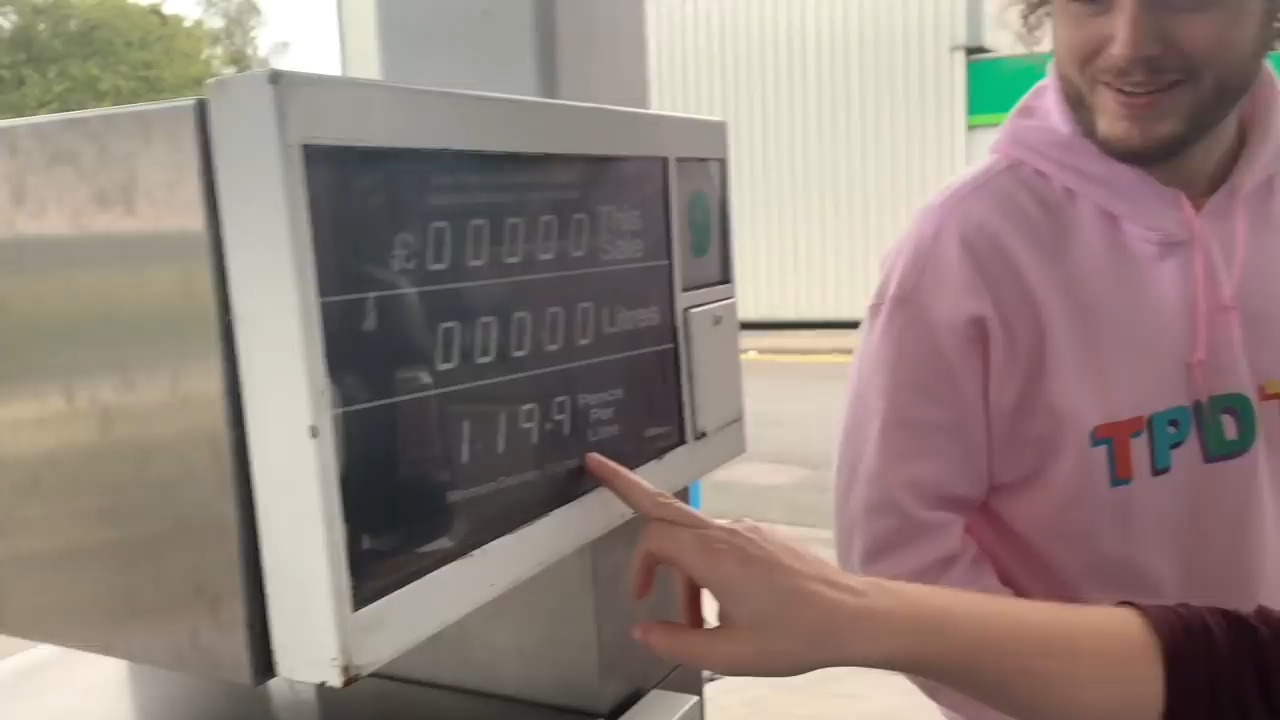 £00000 This Sale
00000 Litres
119.9 Pence Per Litre
TPD